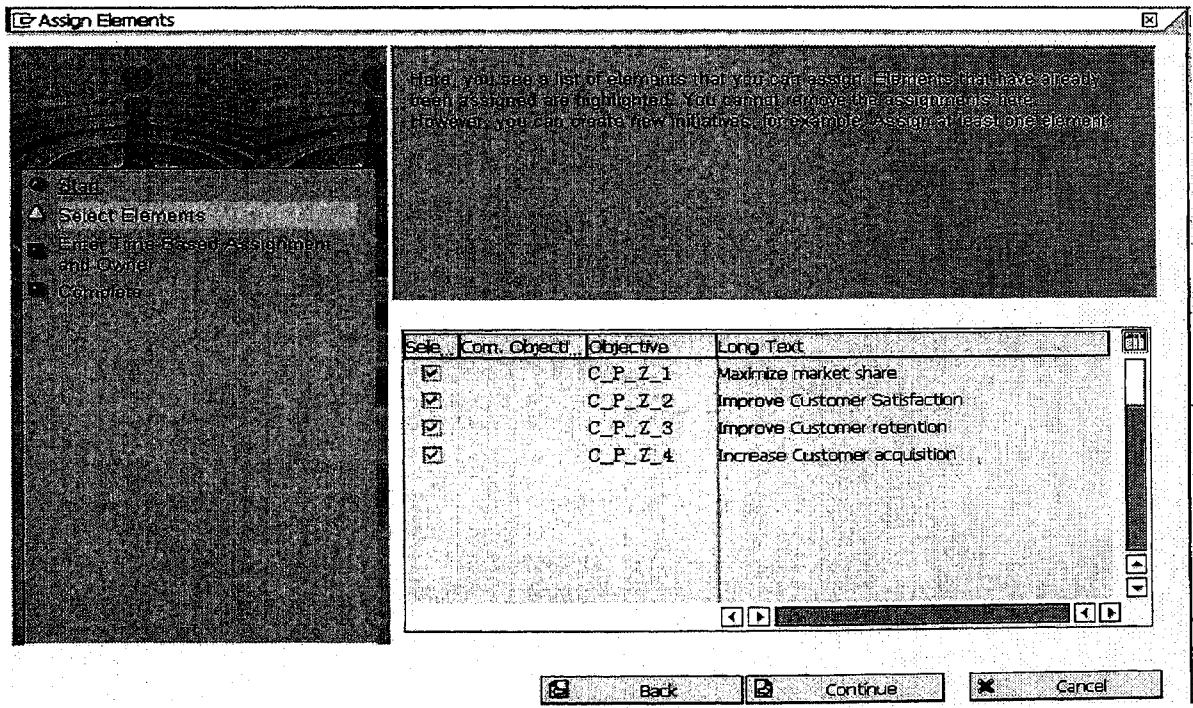 Assign Elements
Here, you see a list of elements that you can assign. Elements that have already
been assigned are highlighted. You cannot remove the assignments here.
However, you can create new initiatives, for example. Assign at least one element.
Start
Select Elements
Enter Time-Based Assignment
and Owner
Complete
Sele... Com. Objecti... Objective Long Text
C_P_Z_1 Maximize market share
C_P_Z_2 Improve Customer Satisfaction
C_P_Z_3 Improve Customer retention
C_P_Z_4 Increase Customer acquisition
Back Continue Cancel